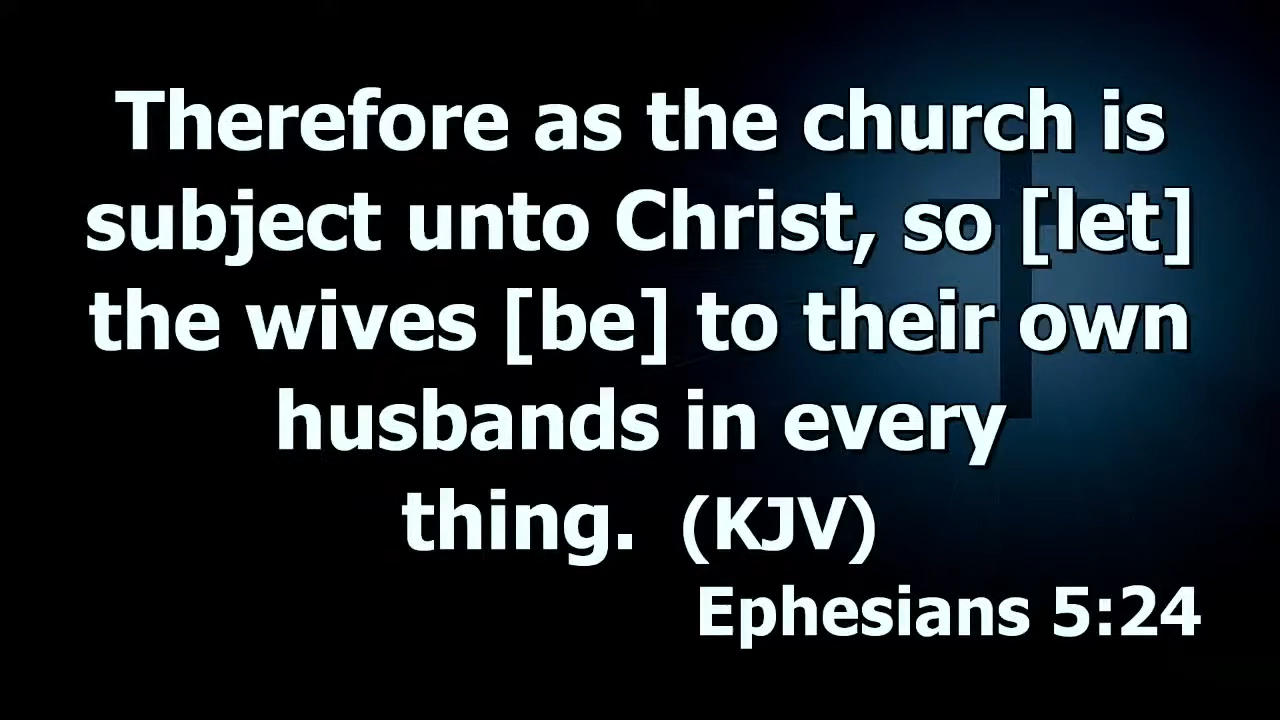 Therefore as the church is
subject unto Christ, so [let]
the wives [be] to their own
husbands in every
thing. (KJV)
Ephesians 5:24